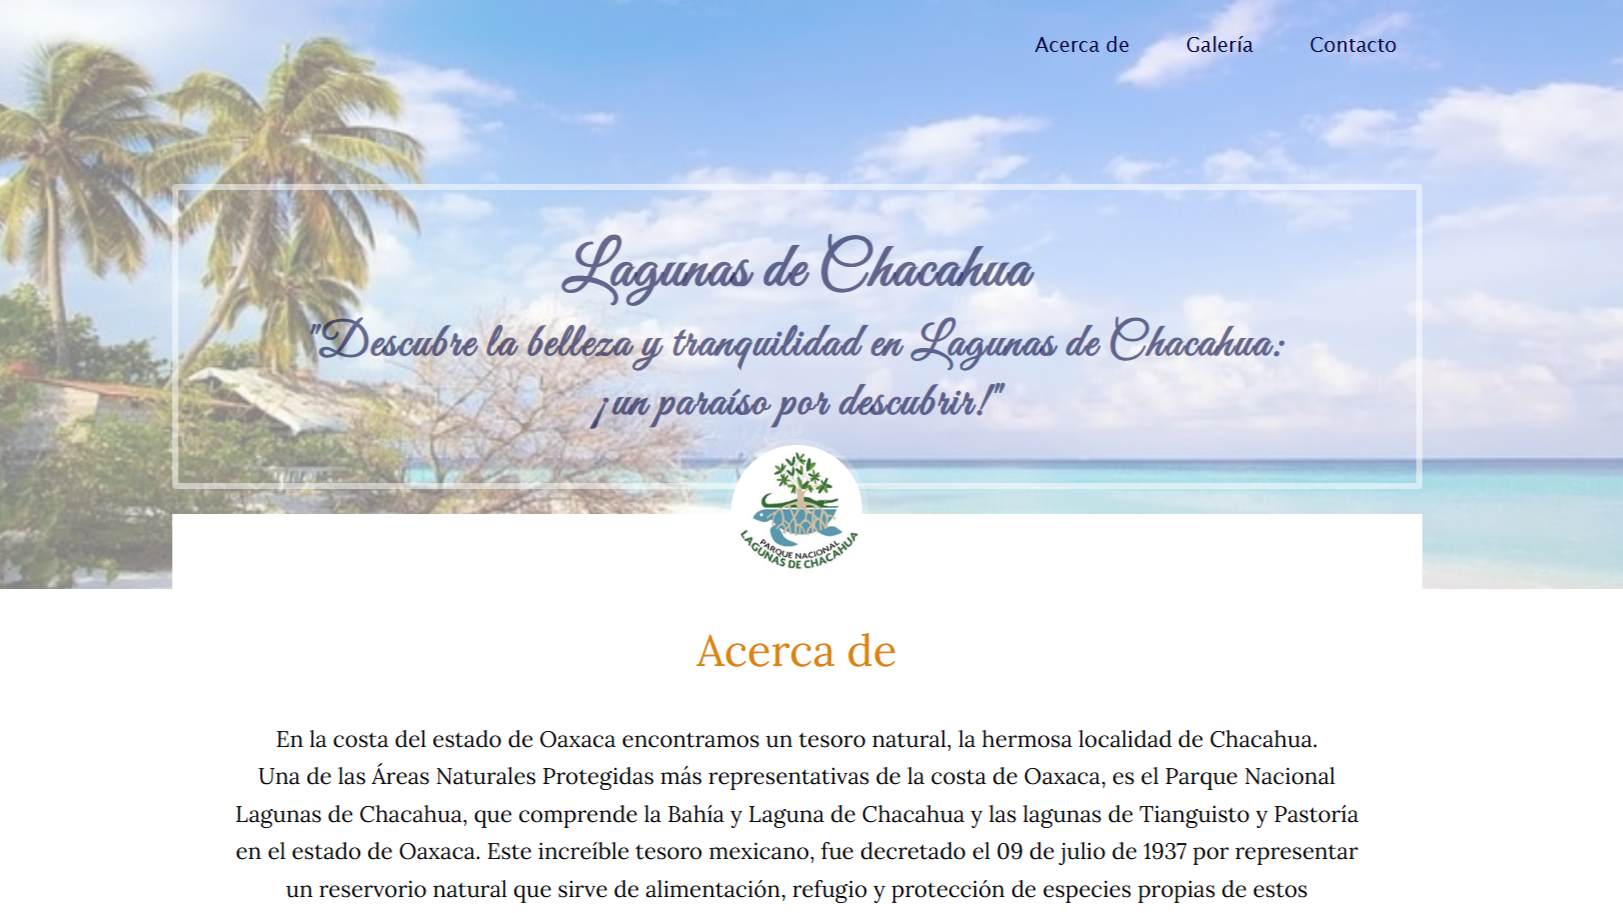 Acerca de Galería Contacto
Lagunas de Chacahua
"Descubre la belleza y tranquilidad en Lagunas de Chacahua:
¡un paraíso por descubrir!"
PARQUE NACIONAL
LAGUNAS DE CHACAHUA
Acerca de
En la costa del estado de Oaxaca encontramos un tesoro natural, la hermosa localidad de Chacahua.
Una de las Áreas Naturales Protegidas más representativas de la costa de Oaxaca, es el Parque Nacional
Lagunas de Chacahua, que comprende la Bahía y Laguna de Chacahua y las lagunas de Tianguisto y Pastoría
en el estado de Oaxaca. Este increíble tesoro mexicano, fue decretado el 09 de julio de 1937 por representar
un reservorio natural que sirve de alimentación, refugio y protección de especies propias de estos